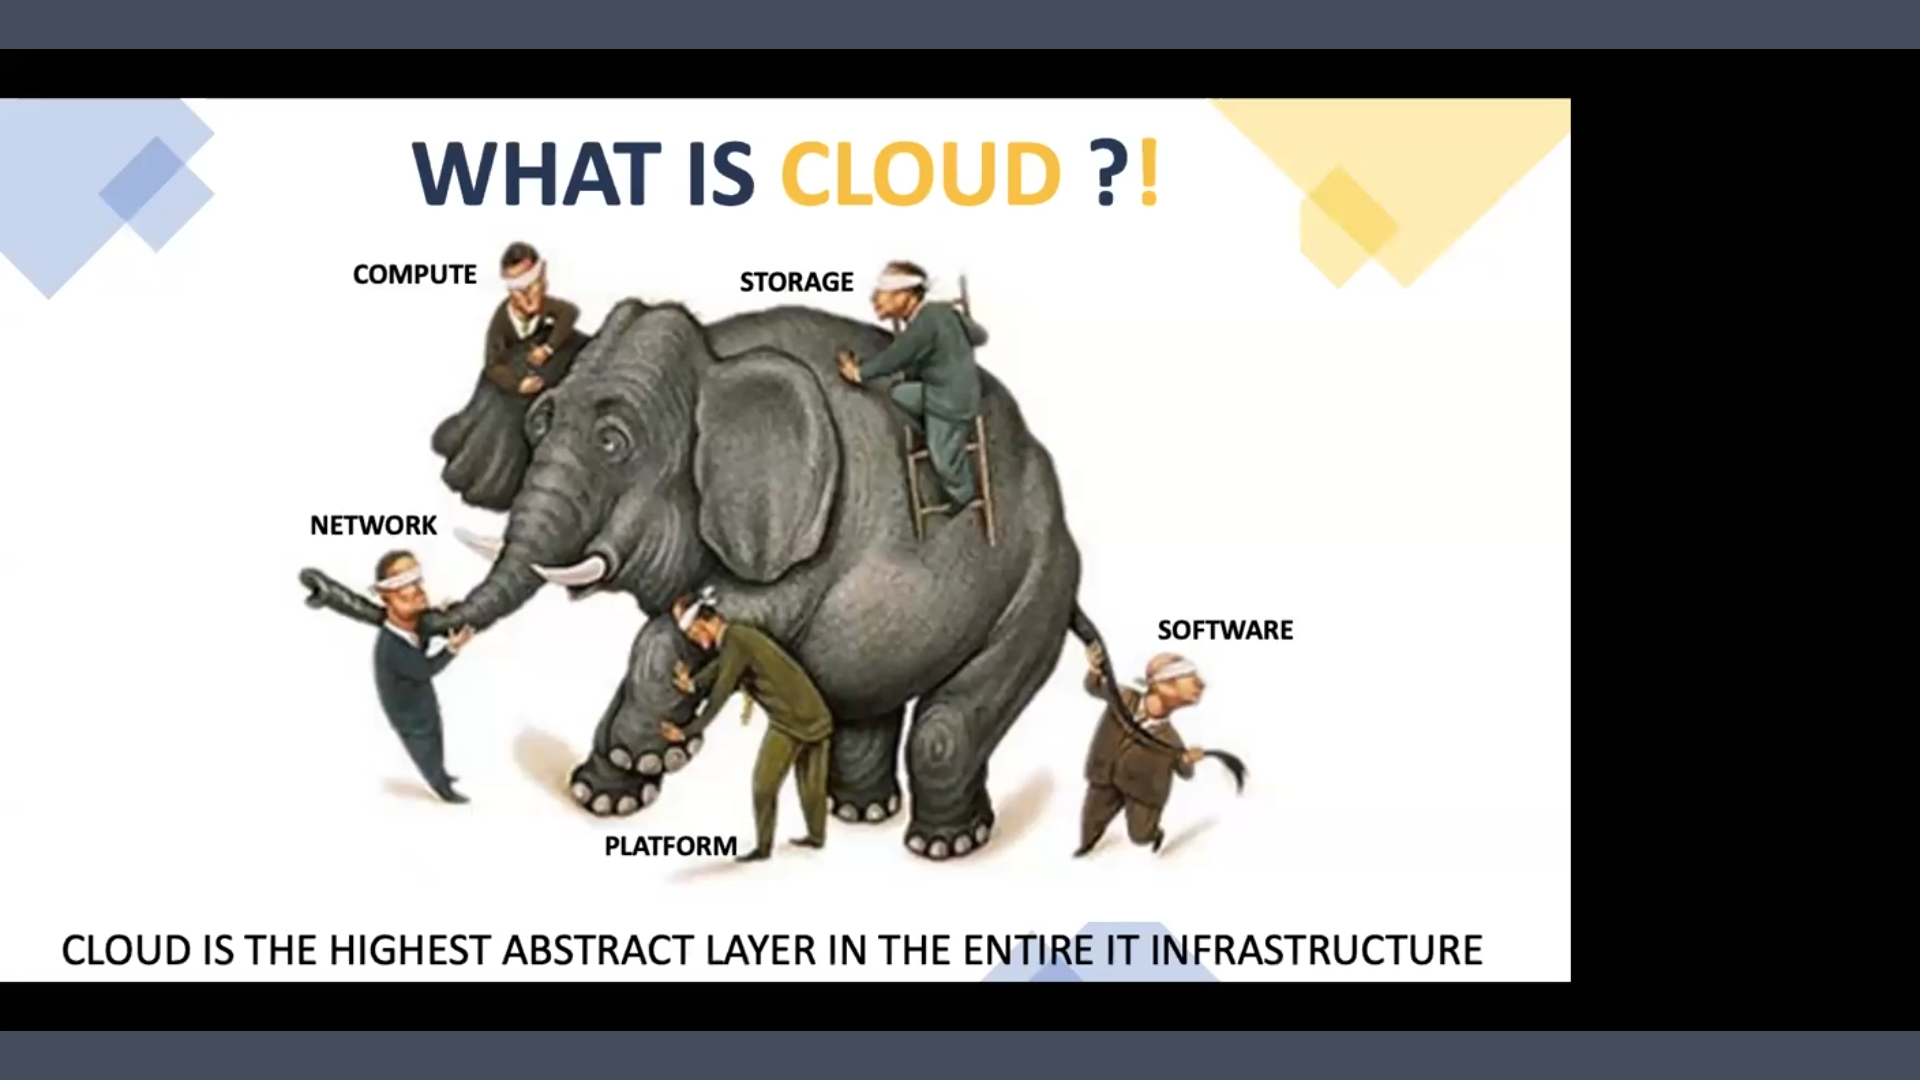 WHAT IS CLOUD ?!
COMPUTE
STORAGE
NETWORK
SOFTWARE
PLATFORM
CLOUD IS THE HIGHEST ABSTRACT LAYER IN THE ENTIRE IT INFRASTRUCTURE